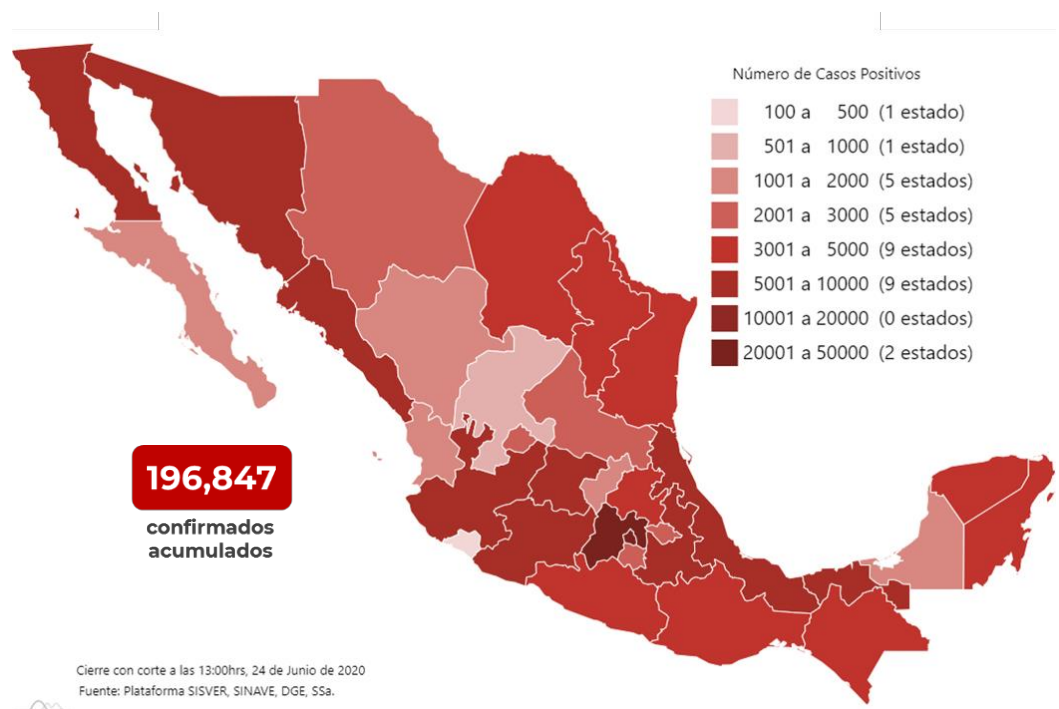 Número de Casos Positivos
100 a 500 (1 estado)
501 a 1000 (1 estado)
1001 a 2000 (5 estados)
2001 a 3000 (5 estados)
3001 a 5000 (9 estados)
5001 a 10000 (9 estados)
10001 a 20000 (0 estados)
20001 a 50000 (2 estados)
196,847
confirmados
acumulados
Cierre con corte a las 13:00hrs, 24 de Junio de 2020
Fuente: Plataforma SISVER, SINAVE, DGE, SSa.